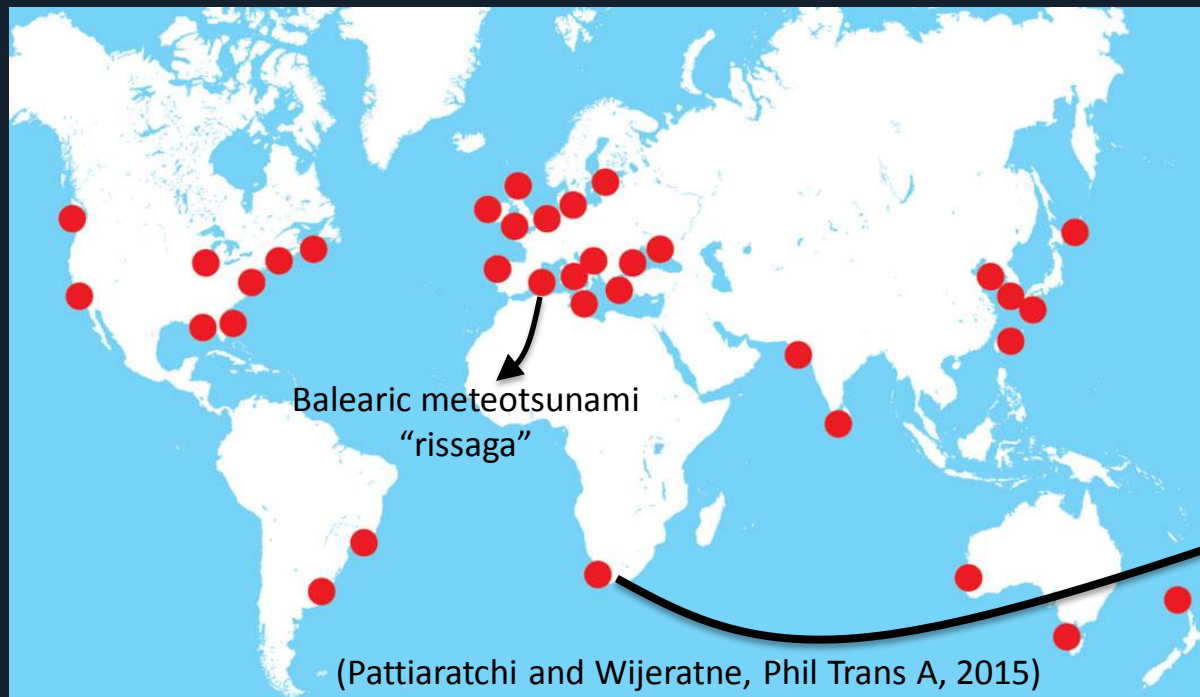 Balearic meteotsunami
“rissaga”
(Pattiaratchi and Wijeratne, Phil Trans A, 2015)